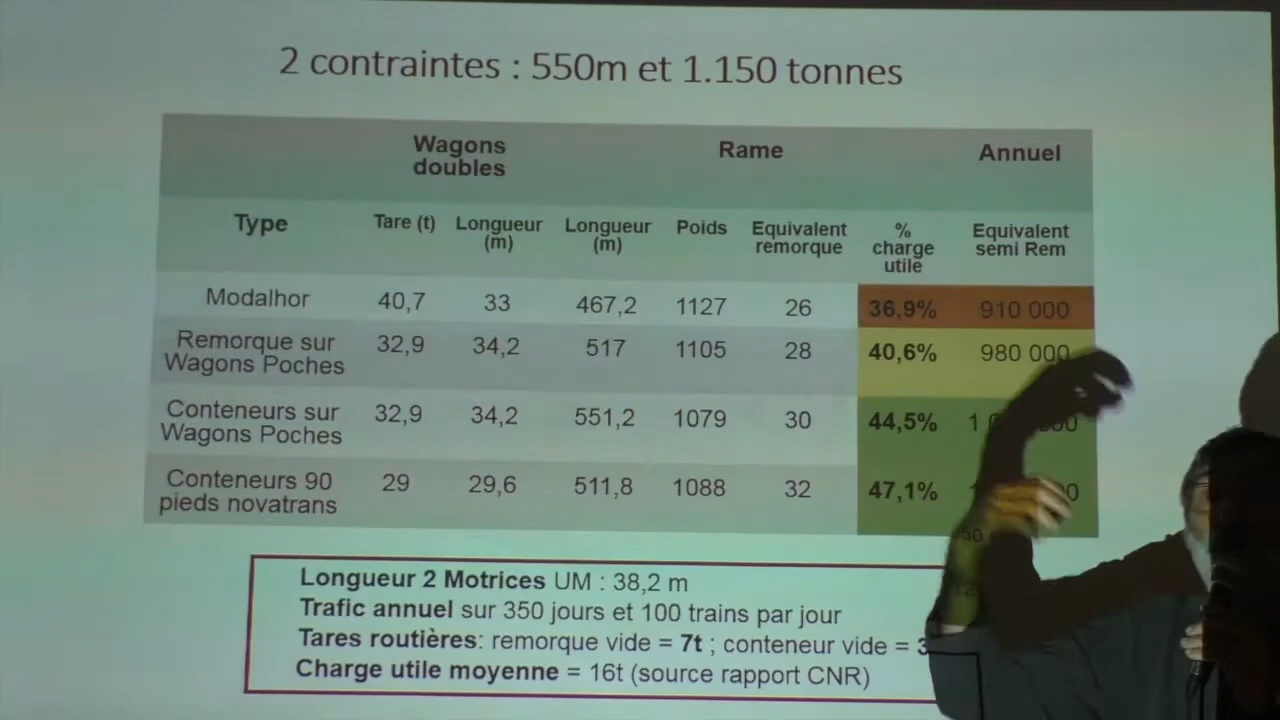 2 contraintes : 550m et 1.150 tonnes
Wagons doubles Rame Annuel
Type Tare (t) Longueur (m) Longueur (m) Poids Equivalent remorque % charge utile Equivalent semi Rem
Modalhor 40,7 33 467,2 1127 26 36,9% 910 000
Remorque sur Wagons Poches 32,9 34,2 517 1105 28 40,6% 980 000
Conteneurs sur Wagons Poches 32,9 34,2 551,2 1079 30 44,5%
Conteneurs 90 pieds novatrans 29 29,6 511,8 1088 32 47,1%
Longueur 2 Motrices UM : 38,2 m
Trafic annuel sur 350 jours et 100 trains par jour
Tares routières: remorque vide = 7t ; conteneur vide =
Charge utile moyenne = 16t (source rapport CNR)